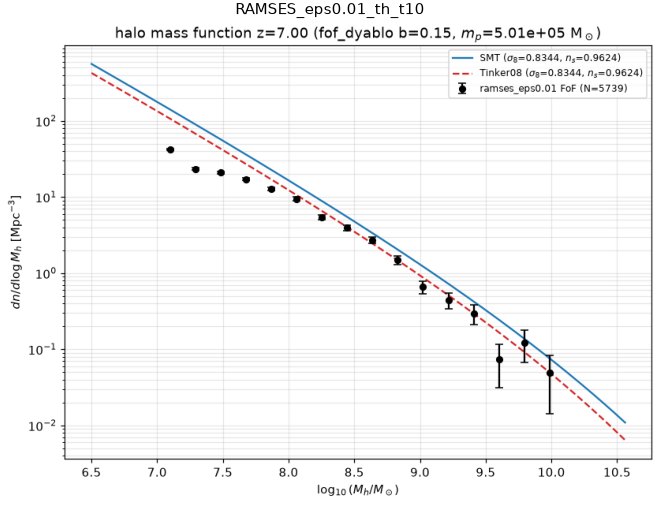 RAMSES_eps0.01_th_t10
halo mass function z=7.00 (fof_dyablo b=0.15, m_p=5.01e+05 M_⊙)
SMT (σ_8=0.8344, n_s=0.9624)
Tinker08 (σ_8=0.8344, n_s=0.9624)
ramses_eps0.01 FoF (N=5739)
dn/dlog M_h [Mpc^−3]
10^2
10^1
10^0
10^−1
10^−2
6.5 7.0 7.5 8.0 8.5 9.0 9.5 10.0 10.5
log_10(M_h/M_⊙)